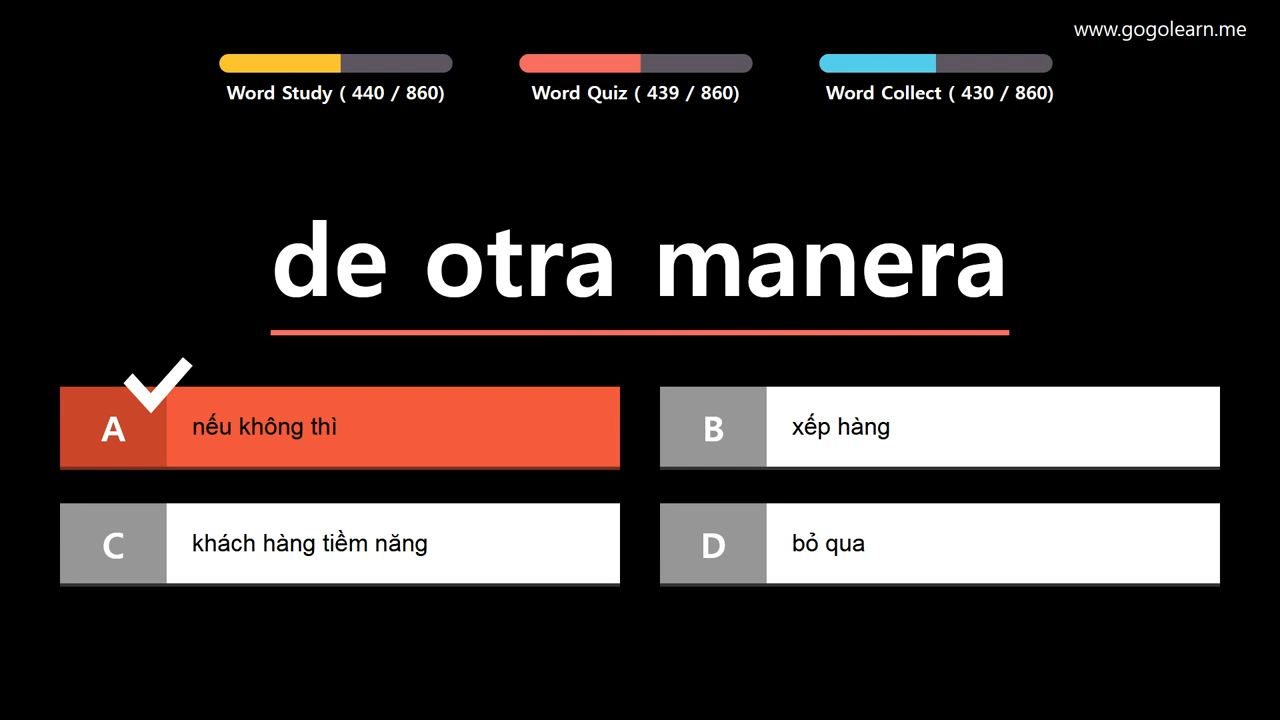 www.gogolearn.me
Word Study ( 440 / 860)
Word Quiz ( 439 / 860)
Word Collect ( 430 / 860)
de otra manera
A nếu không thì
B xếp hàng
C khách hàng tiềm năng
D bỏ qua